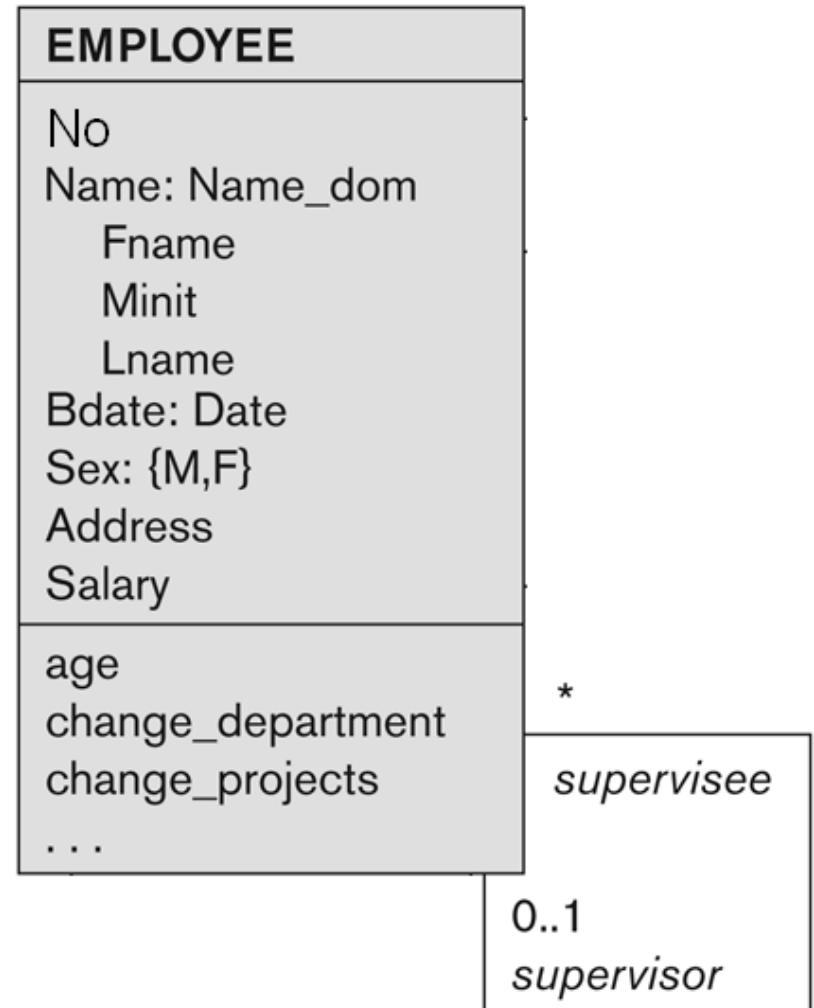 EMPLOYEE
No
Name: Name_dom
Fname
Minit
Lname
Bdate: Date
Sex: {M,F}
Address
Salary
age
change_department
change_projects
. . .
*
supervisee
0..1
supervisor